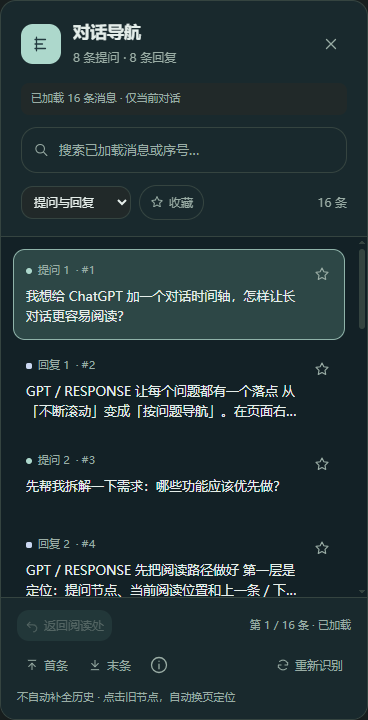 对话导航
8 条提问 · 8 条回复
已加载 16 条消息 · 仅当前对话
搜索已加载消息或序号...
提问与回复
收藏
16 条
提问 1 · #1
我想给 ChatGPT 加一个对话时间轴，怎样让长
对话更容易阅读？
回复 1 · #2
GPT / RESPONSE 让每个问题都有一个落点 从
「不断滚动」变成「按问题导航」。在页面右...
提问 2 · #3
先帮我拆解一下需求：哪些功能应该优先做？
回复 2 · #4
GPT / RESPONSE 先把阅读路径做好 第一层是
定位：提问节点、当前阅读位置和上一条 / 下...
返回阅读处
第 1 / 16 条 · 已加载
首条
末条
重新识别
不自动补全历史 · 点击旧节点，自动换页定位